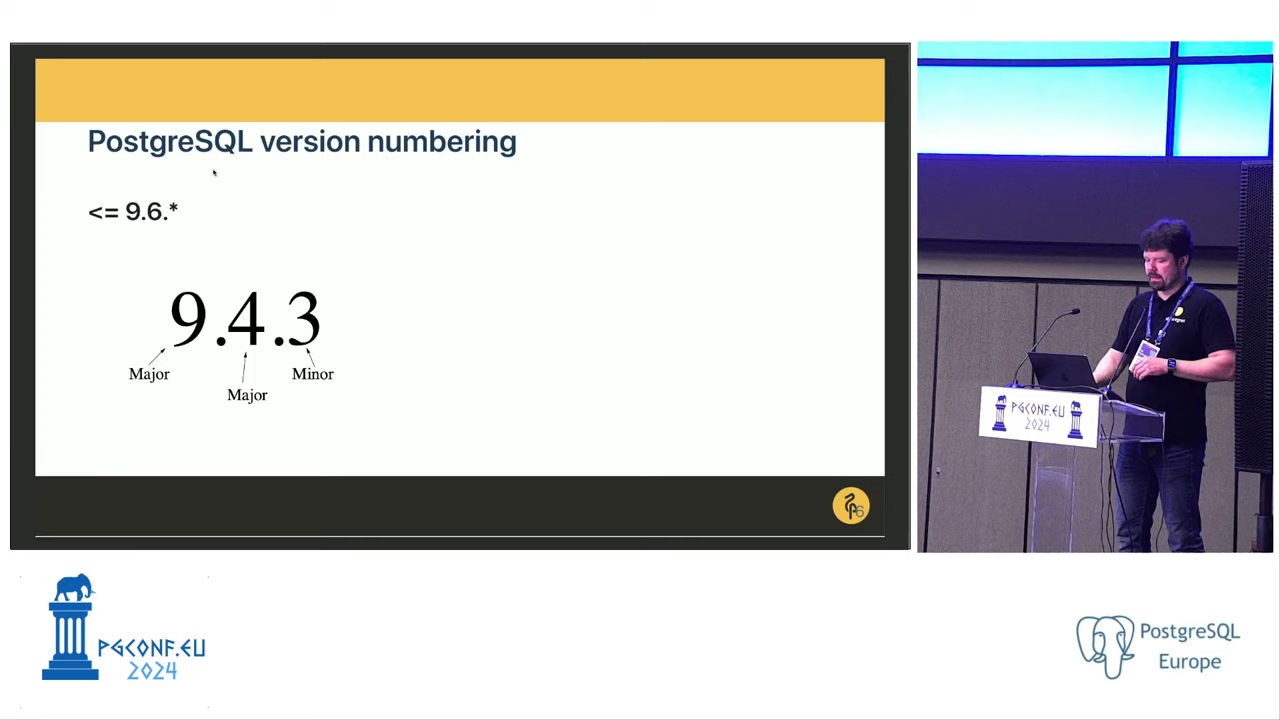 PostgreSQL version numbering
<= 9.6.*
9.4.3
Major
Major
Minor
6
PGCONF.EU
2024
PGCONF.EU
2024
PostgreSQL
Europe